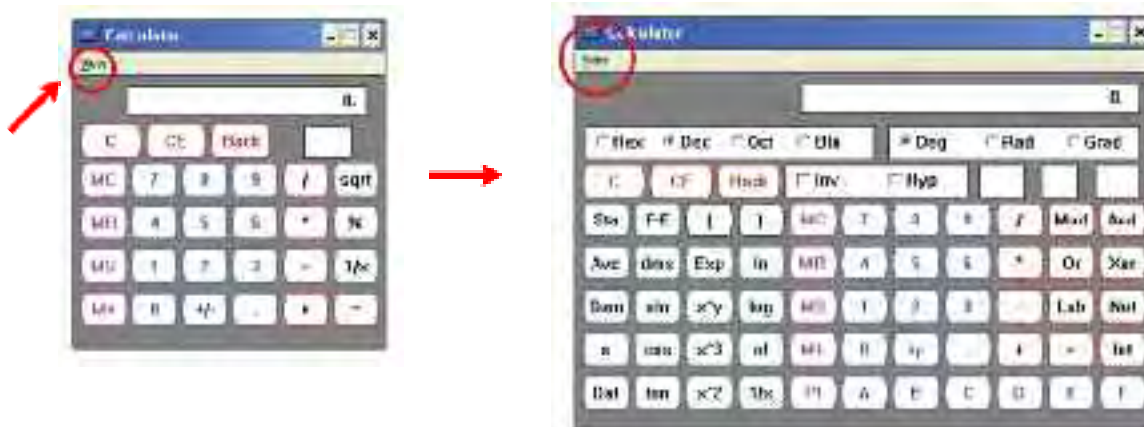 Calculator
0.
C CE Back
MC 7 8 9 / sqrt
MR 4 5 6 * %
MS 1 2 3 - 1/x
M+ 0 +/- . + =
Calculator
0.
Hex Dec Oct Bin Deg Rad Grad
C CE Back Inv Hyp
Sta F-E ( ) MC 7 8 9 / Mod And
Ave dms Exp ln MR 4 5 6 * Or Xor
Sum sin x^y log MS 1 2 3 - Lsh Not
s cos x^3 n! 0 . + = Int
Dat tan x^2 1/x PI A B C D E F